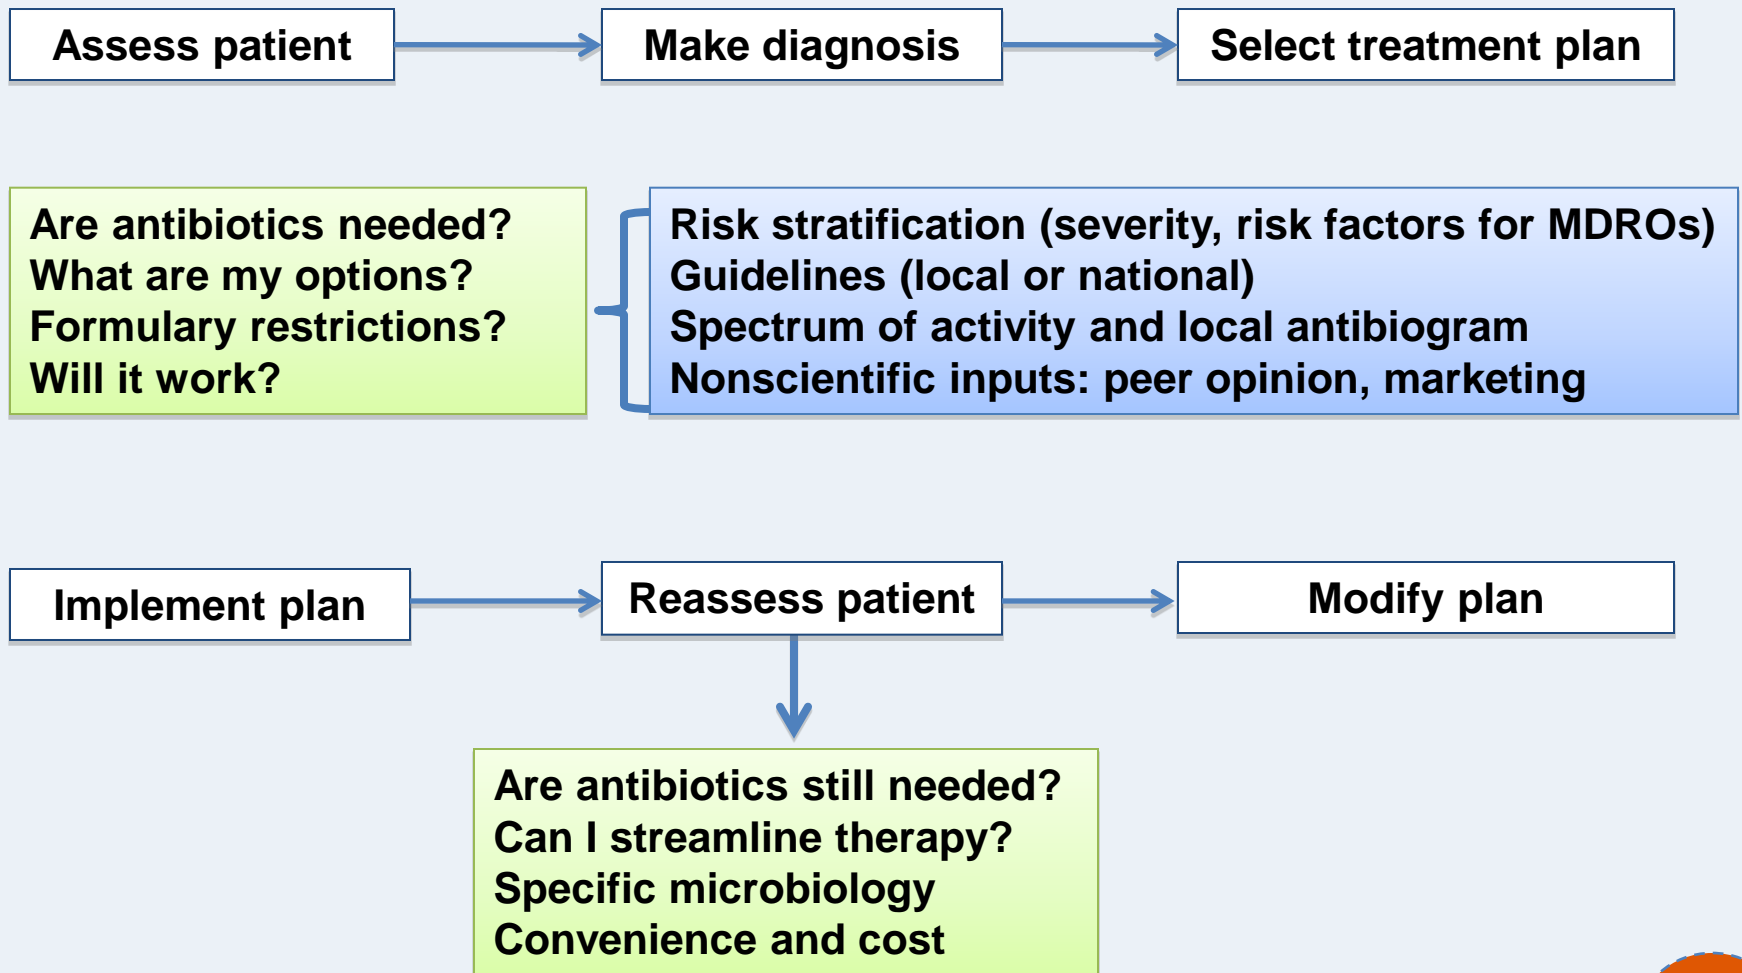 Assess patient
Make diagnosis
Select treatment plan
Are antibiotics needed?
What are my options?
Formulary restrictions?
Will it work?
Risk stratification (severity, risk factors for MDROs)
Guidelines (local or national)
Spectrum of activity and local antibiogram
Nonscientific inputs: peer opinion, marketing
Implement plan
Reassess patient
Modify plan
Are antibiotics still needed?
Can I streamline therapy?
Specific microbiology
Convenience and cost